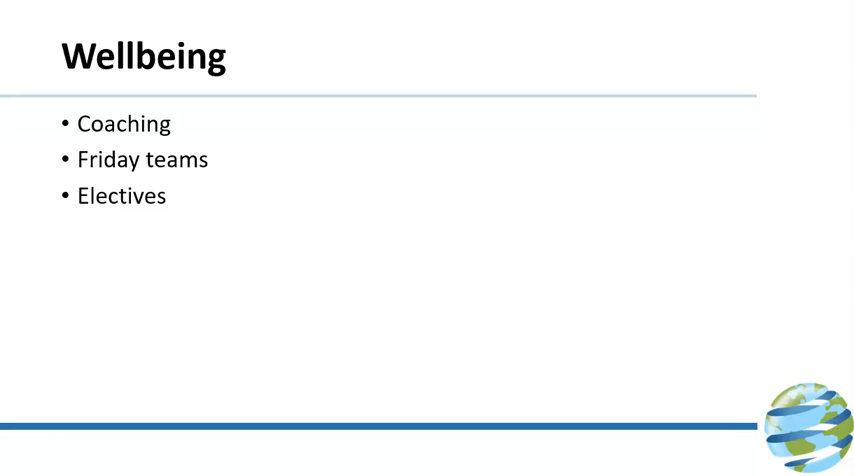 Wellbeing
• Coaching
• Friday teams
• Electives